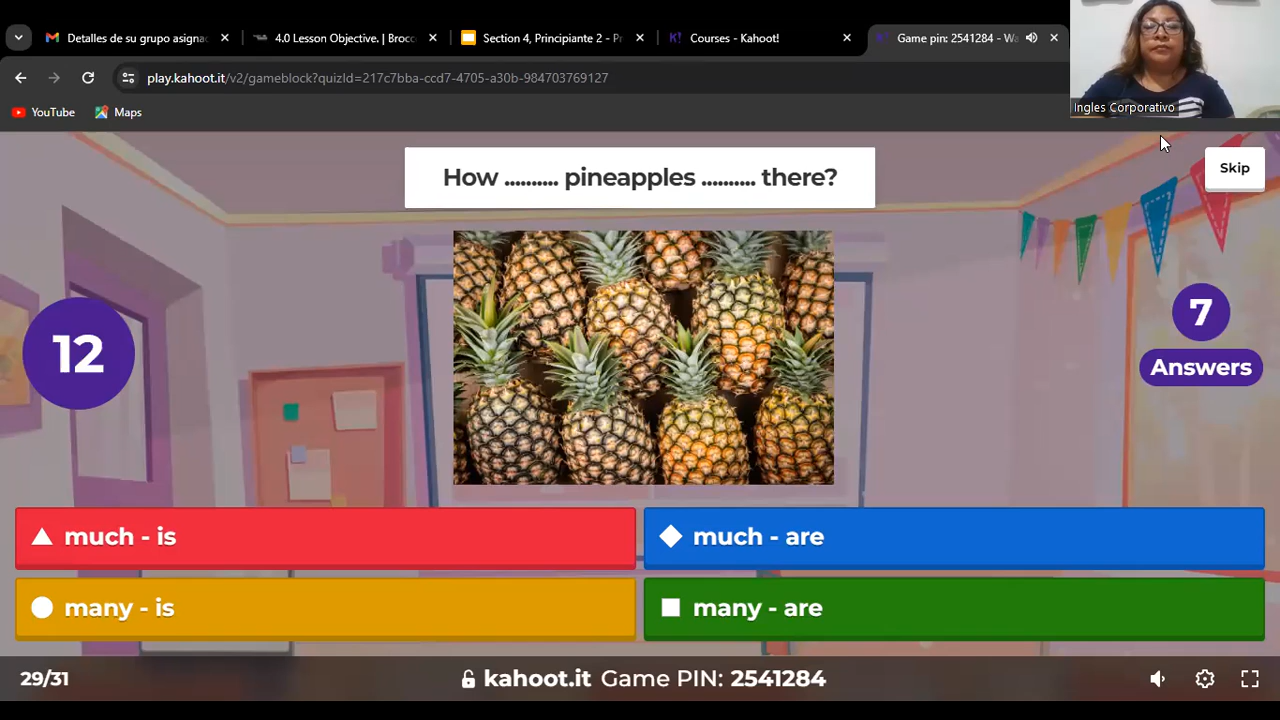 Detalles de su grupo asigna
4.0 Lesson Objective. | Brocc
Section 4, Principiante 2 - Pr
Courses - Kahoot!
Game pin: 2541284 - Wa
play.kahoot.it/v2/gameblock?quizId=217c7bba-ccd7-4705-a30b-984703769127
YouTube
Maps
Ingles Corporativo
How .......... pineapples .......... there?
Skip
12
7
Answers
much - is
much - are
many - is
many - are
29/31
kahoot.it Game PIN: 2541284